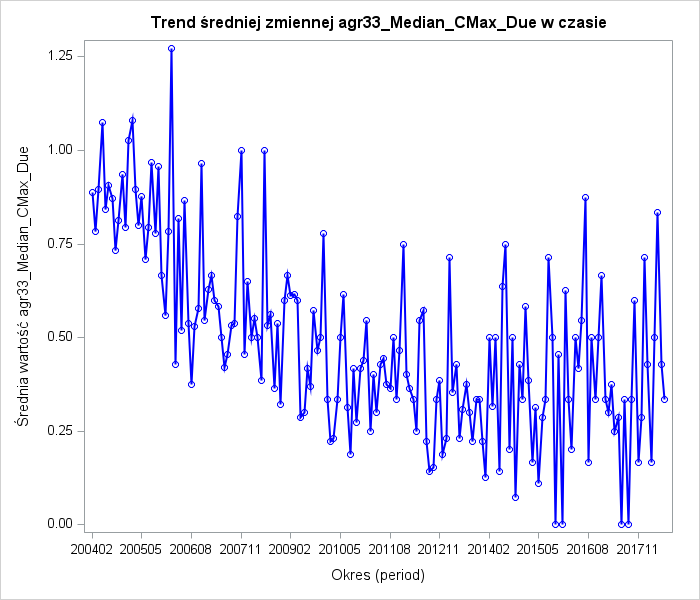 Trend średniej zmiennej agr33_Median_CMax_Due w czasie
Średnia wartość agr33_Median_CMax_Due
1.25
1.00
0.75
0.50
0.25
0.00
200402 200505 200608 200711 200902 201005 201108 201211 201402 201505 201608 201711
Okres (period)